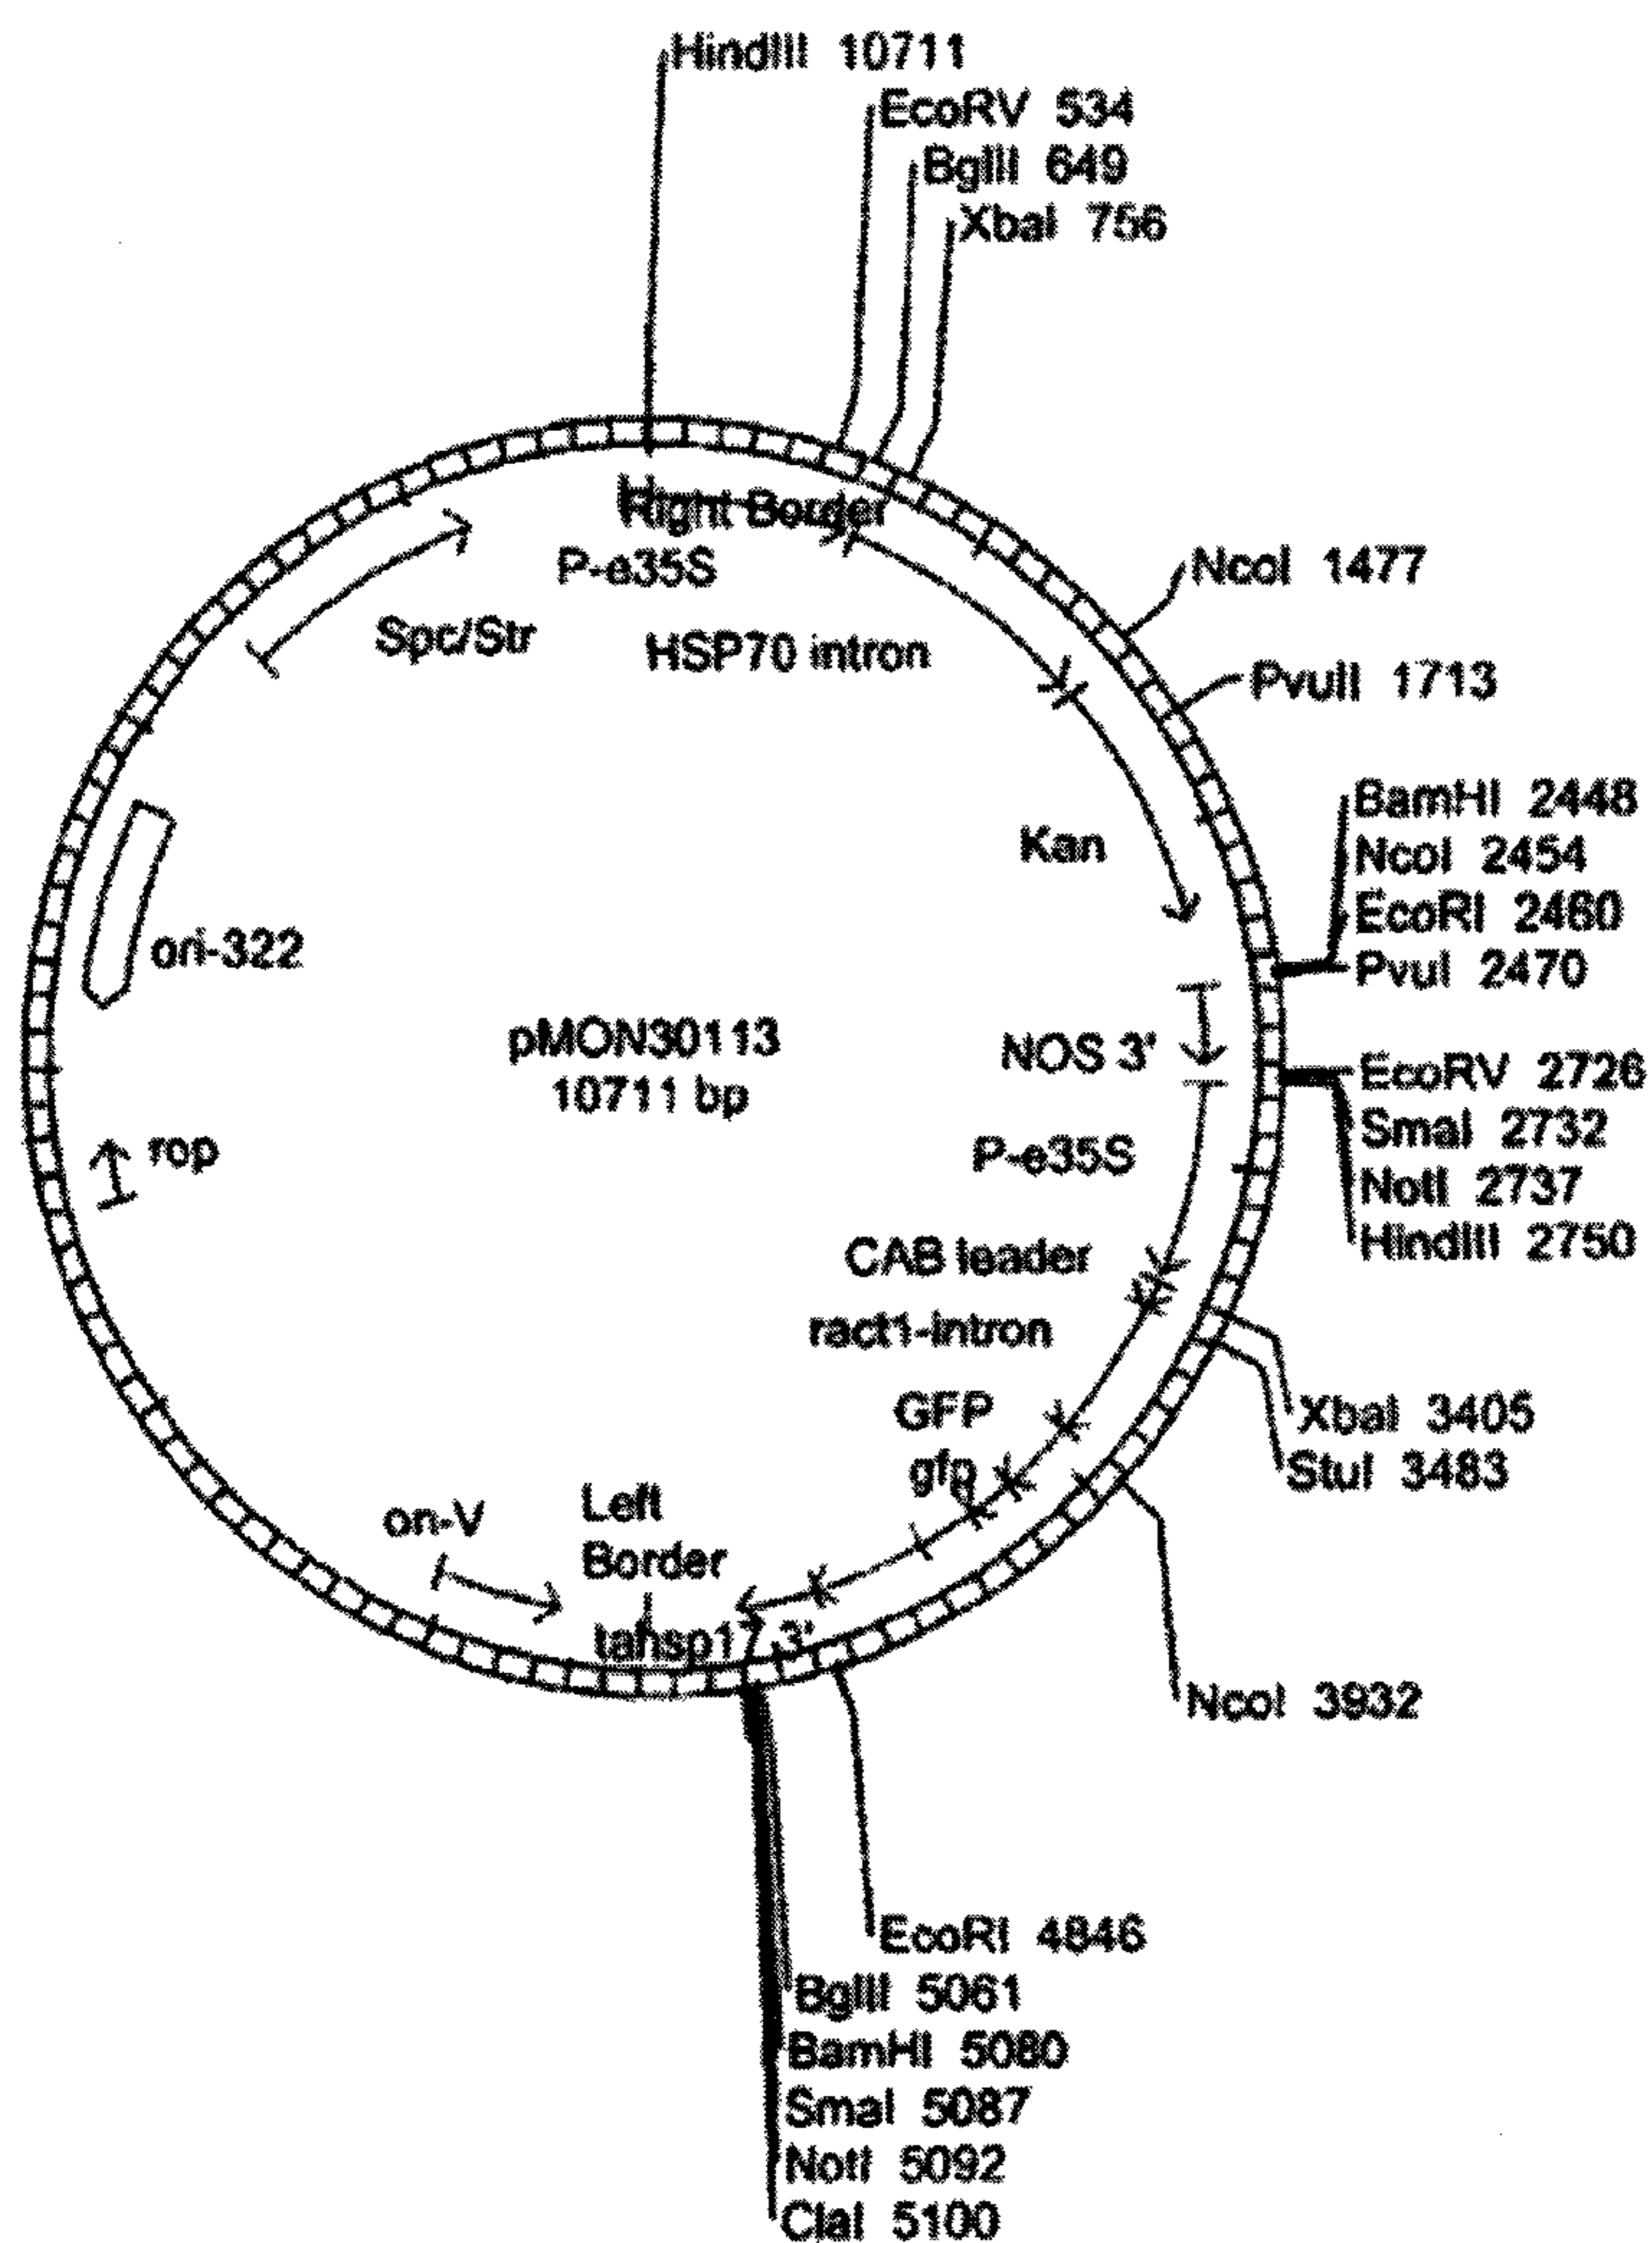 HindIII 10711
EcoRV 534
BglII 649
XbaI 756
Right Border
P-e35S
Spc/Str
HSP70 intron
NcoI 1477
PvuII 1713
Kan
BamHI 2448
NcoI 2454
EcoRI 2460
PvuI 2470
ori-322
pMON30113
10711 bp
NOS 3'
EcoRV 2726
SmaI 2732
NotI 2737
HindIII 2750
P-e35S
rop
CAB leader
ract1-intron
XbaI 3405
StuI 3483
GFP
gfp
on-V
Left
Border
tahsp17 3'
NcoI 3932
EcoRI 4846
BglII 5061
BamHI 5080
SmaI 5087
NotI 5092
ClaI 5100